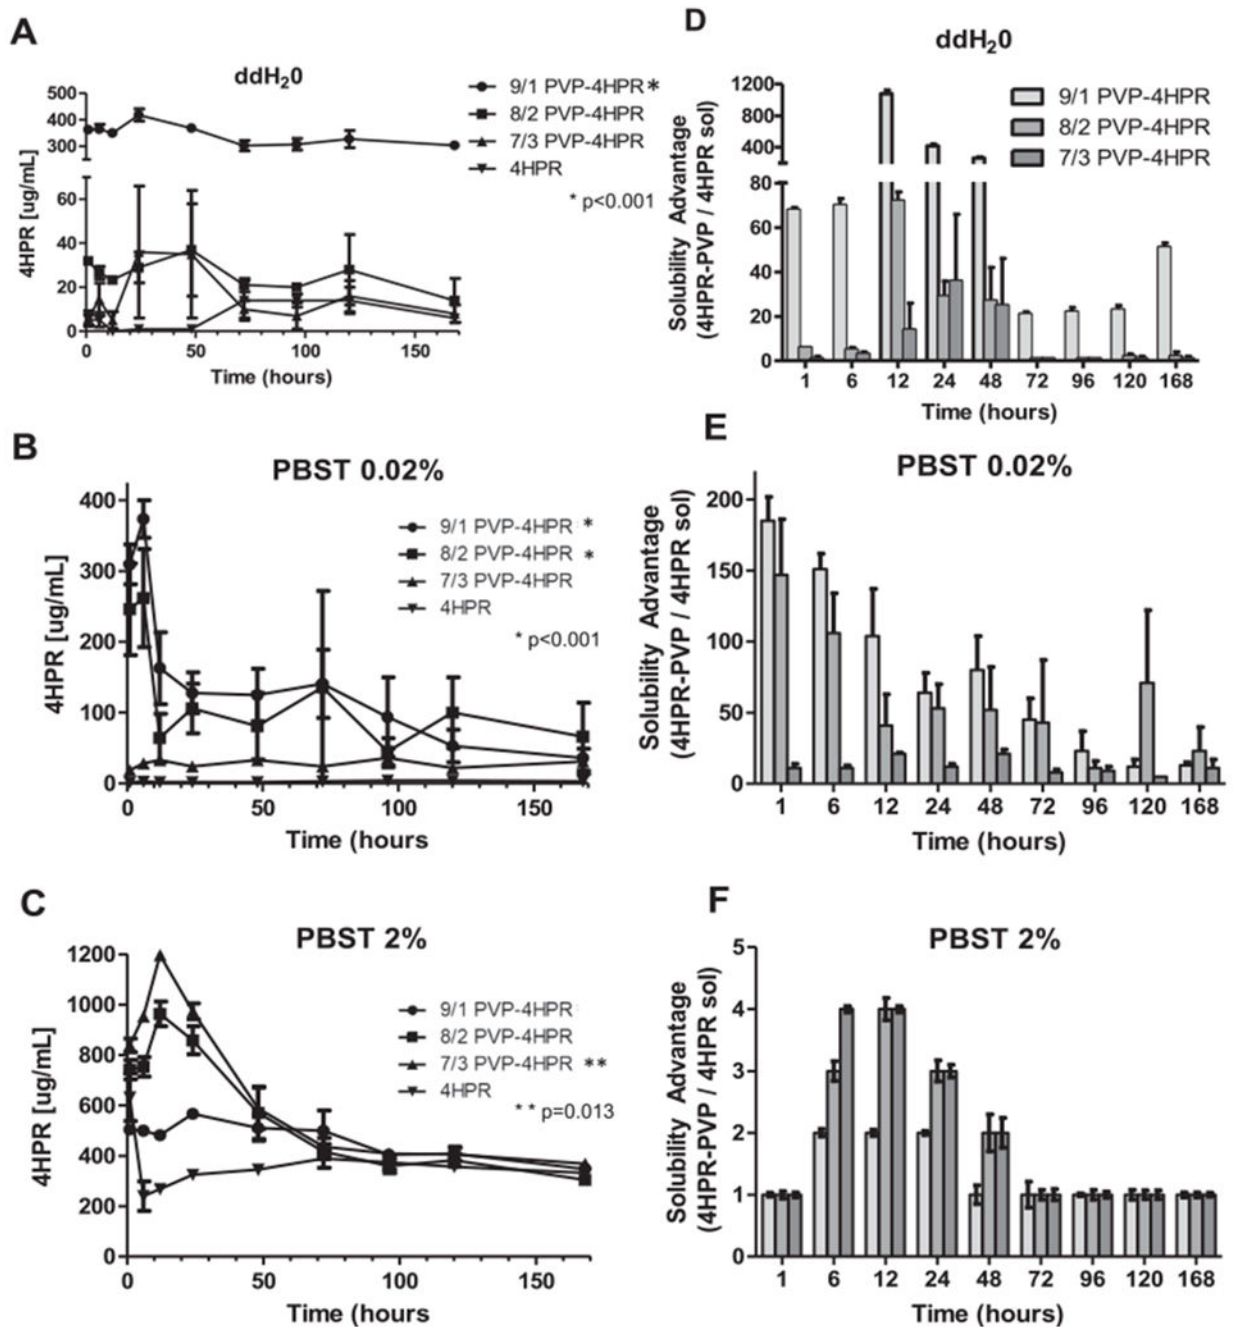 A
ddH20
9/1 PVP-4HPR *
8/2 PVP-4HPR
7/3 PVP-4HPR
4HPR
* p<0.001
4HPR [ug/mL]
500
400
300
60
40
20
0
0 50 100 150
Time (hours)
D
ddH20
9/1 PVP-4HPR
8/2 PVP-4HPR
7/3 PVP-4HPR
Solubility Advantage
(4HPR-PVP / 4HPR sol)
1200
800
400
80
60
40
20
0
1 6 12 24 48 72 96 120 168
Time (hours)
B
PBST 0.02%
9/1 PVP-4HPR *
8/2 PVP-4HPR *
7/3 PVP-4HPR
4HPR
* p<0.001
4HPR [ug/mL]
400
300
200
100
0
0 50 100 150
Time (hours
E
PBST 0.02%
Solubility Advantage
(4HPR-PVP / 4HPR sol)
200
150
100
50
0
1 6 12 24 48 72 96 120 168
Time (hours)
C
PBST 2%
9/1 PVP-4HPR
8/2 PVP-4HPR
7/3 PVP-4HPR **
4HPR
* * p=0.013
4HPR [ug/mL]
1200
1000
800
600
400
200
0
0 50 100 150
Time (hours
F
PBST 2%
Solubility Advantage
(4HPR-PVP / 4HPR sol)
5
4
3
2
1
0
1 6 12 24 48 72 96 120 168
Time (hours)